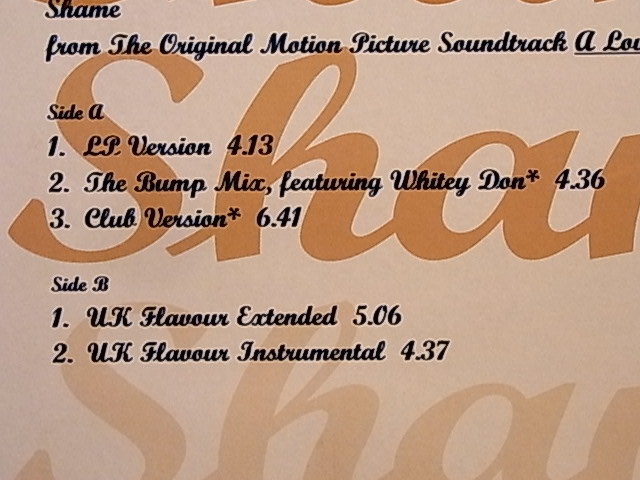 Shame
from The Original Motion Picture Soundtrack A
Side A
1. LP Version 4.13
2. The Bump Mix, featuring Whitey Don* 4.36
3. Club Version* 6.41
Side B
1. UK Flavour Extended 5.06
2. UK Flavour Instrumental 4.37